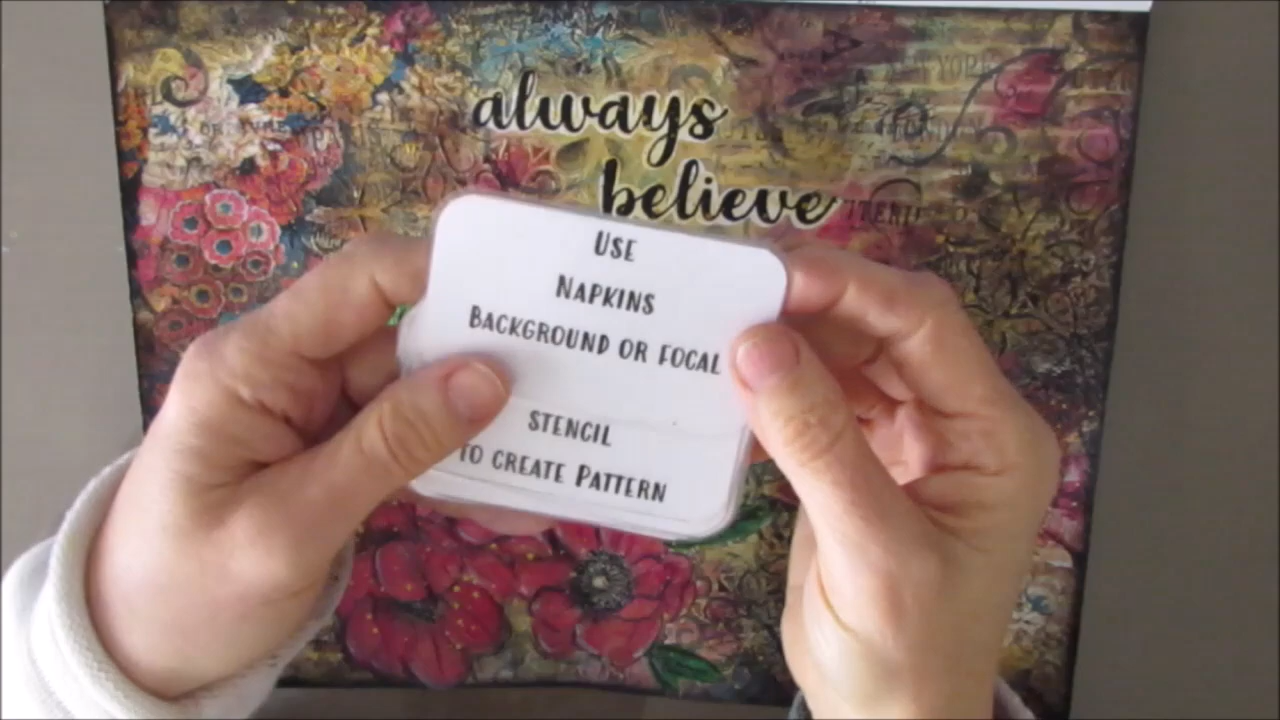 always
believe
USE
NAPKINS
BACKGROUND OR FOCAL
STENCIL
TO CREATE PATTERN